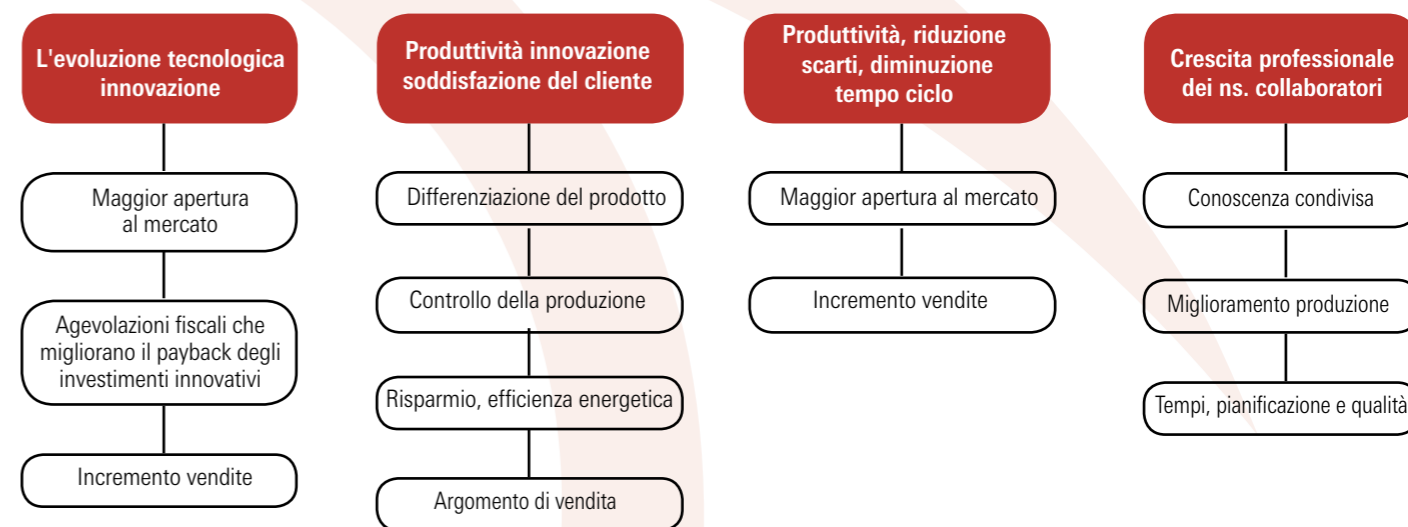 L'evoluzione tecnologica
innovazione
Maggior apertura
al mercato
Agevolazioni fiscali che
migliorano il payback degli
investimenti innovativi
Incremento vendite
Produttività innovazione
soddisfazione del cliente
Differenziazione del prodotto
Controllo della produzione
Risparmio, efficienza energetica
Argomento di vendita
Produttività, riduzione
scarti, diminuzione
tempo ciclo
Maggior apertura al mercato
Incremento vendite
Crescita professionale
dei ns. collaboratori
Conoscenza condivisa
Miglioramento produzione
Tempi, pianificazione e qualità